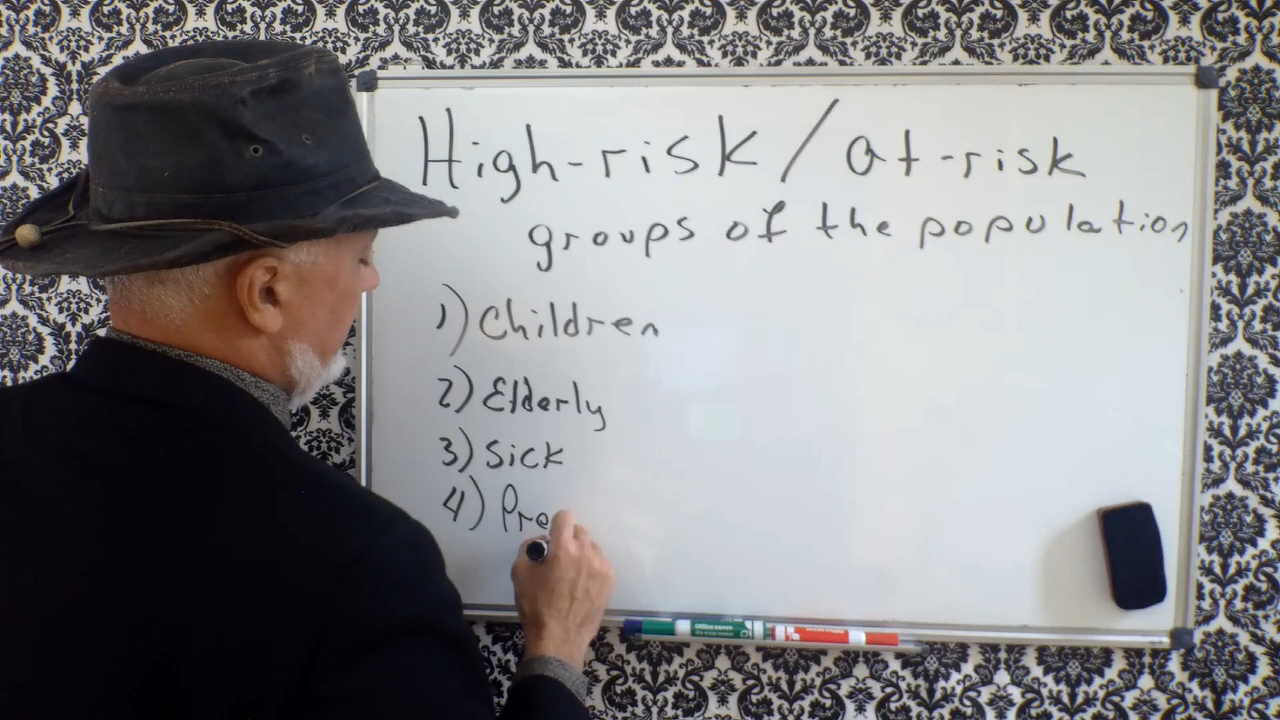 High-risk / at-risk
groups of the population
1) Children
2) Elderly
3) Sick
4) Pre